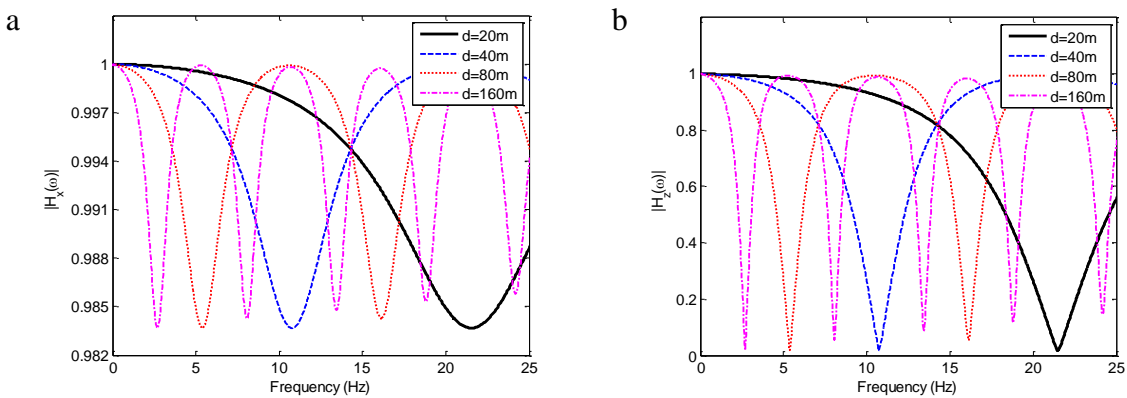 a
d=20m
d=40m
d=80m
d=160m
1
0.997
0.994
0.991
0.988
0.985
0.982
|Hx(ω)|
0 5 10 15 20 25
Frequency (Hz)
b
d=20m
d=40m
d=80m
d=160m
1
0.8
0.6
0.4
0.2
0
|Hz(ω)|
0 5 10 15 20 25
Frequency (Hz)